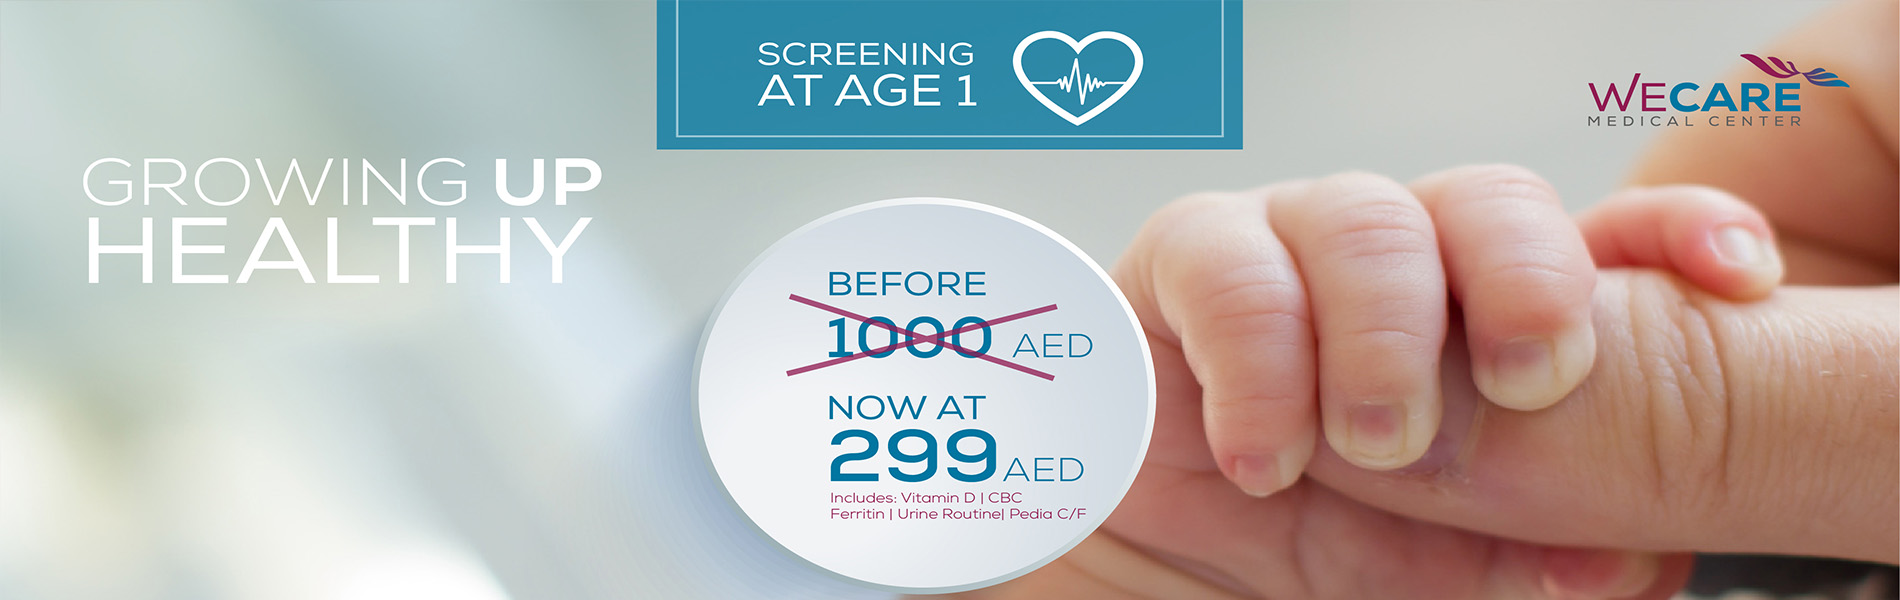 SCREENING
AT AGE 1
WECARE
MEDICAL CENTER
GROWING UP
HEALTHY
BEFORE
1000 AED
NOW AT
299 AED
Includes: Vitamin D | CBC
Ferritin | Urine Routine| Pedia C/F